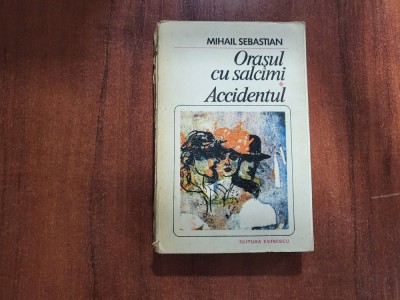 MIHAIL SEBASTIAN
Orașul
cu salcîmi
Accidentul
EDITURA EMINESCU